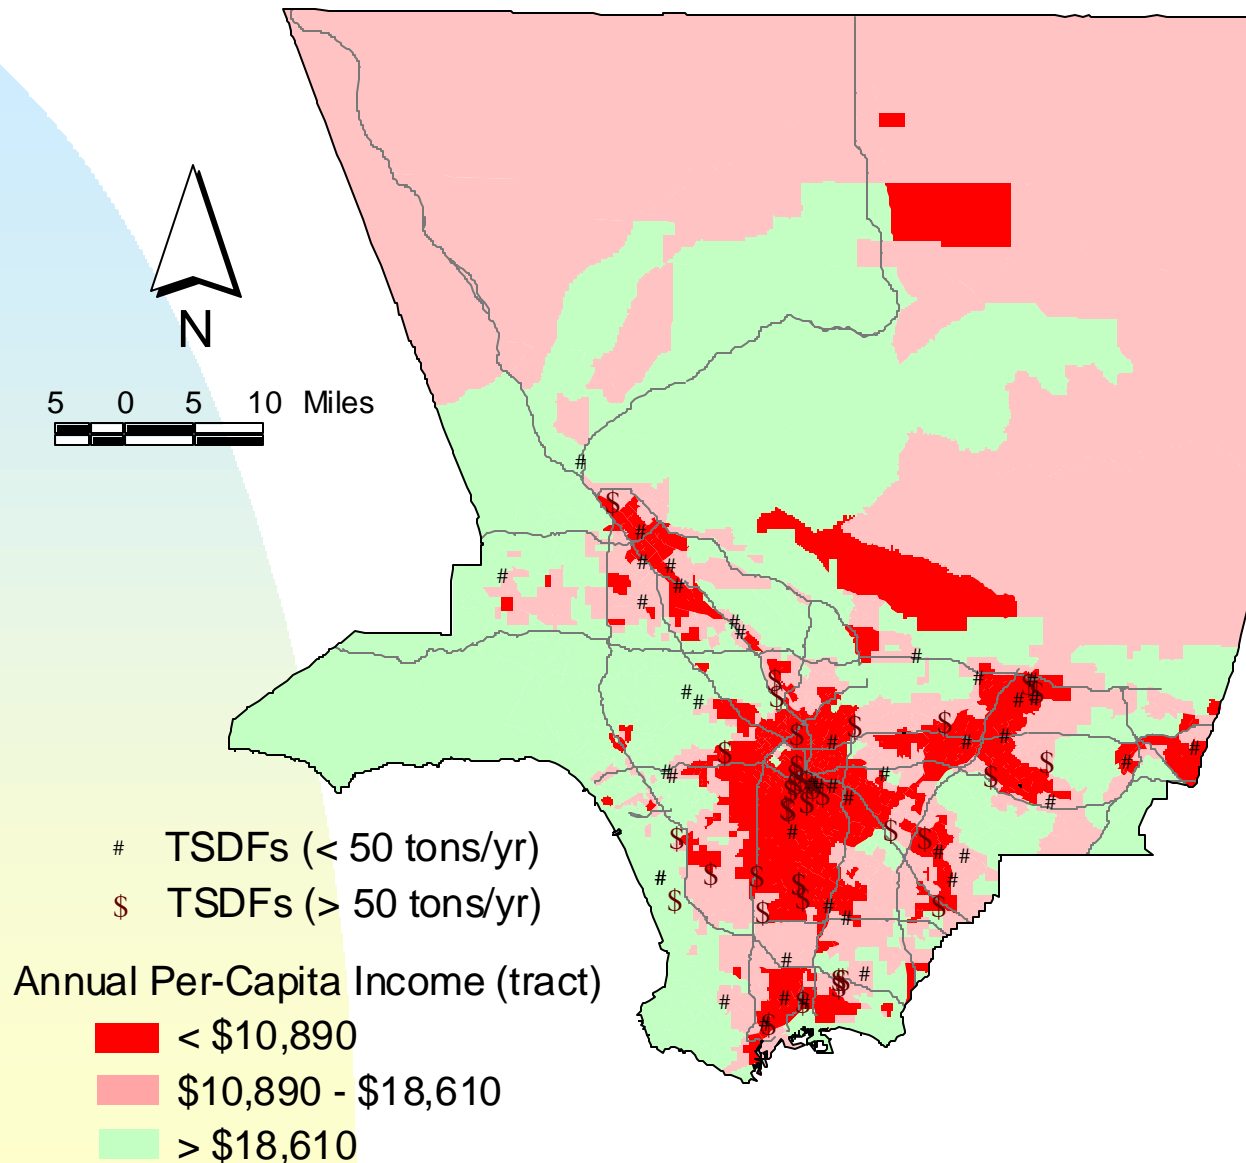 N
5 0 5 10 Miles
# TSDFs (< 50 tons/yr)
$ TSDFs (> 50 tons/yr)
Annual Per-Capita Income (tract)
< $10,890
$10,890 - $18,610
> $18,610